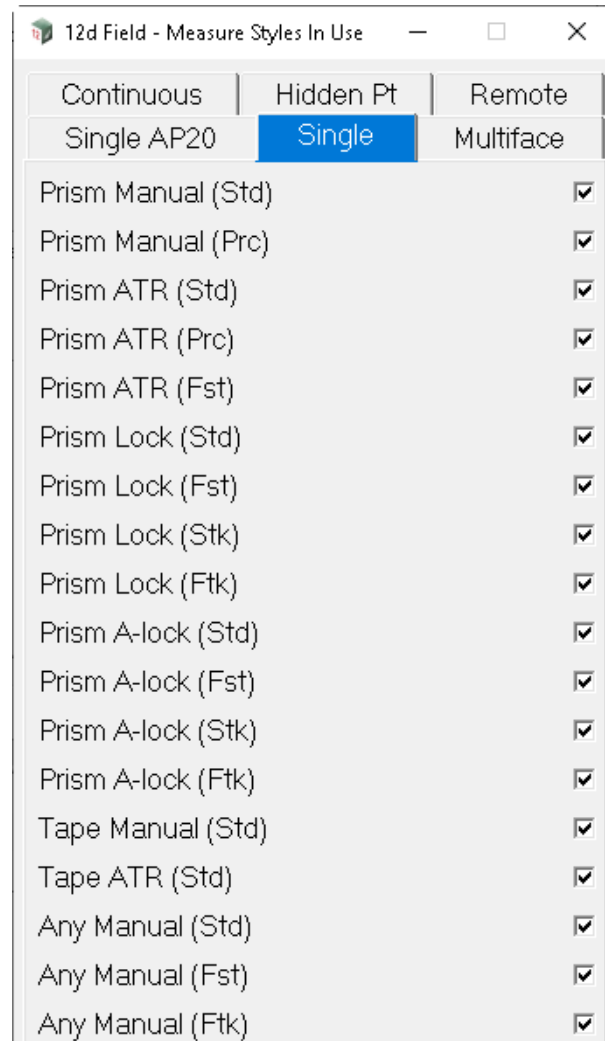 12d Field - Measure Styles In Use
Continuous Hidden Pt Remote
Single AP20 Single Multiface
Prism Manual (Std)
Prism Manual (Prc)
Prism ATR (Std)
Prism ATR (Prc)
Prism ATR (Fst)
Prism Lock (Std)
Prism Lock (Fst)
Prism Lock (Stk)
Prism Lock (Ftk)
Prism A-lock (Std)
Prism A-lock (Fst)
Prism A-lock (Stk)
Prism A-lock (Ftk)
Tape Manual (Std)
Tape ATR (Std)
Any Manual (Std)
Any Manual (Fst)
Any Manual (Ftk)